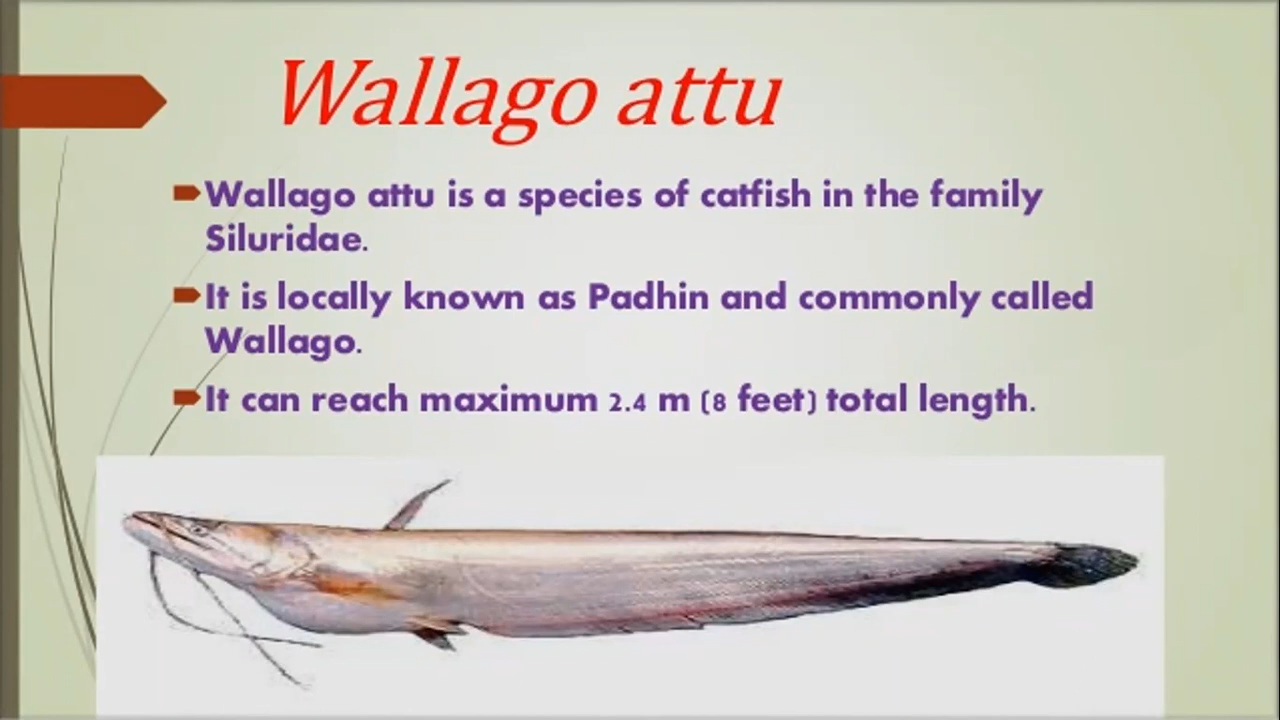 Wallago attu
Wallago attu is a species of catfish in the family
Siluridae.
It is locally known as Padhin and commonly called
Wallago.
It can reach maximum 2.4 m (8 feet) total length.